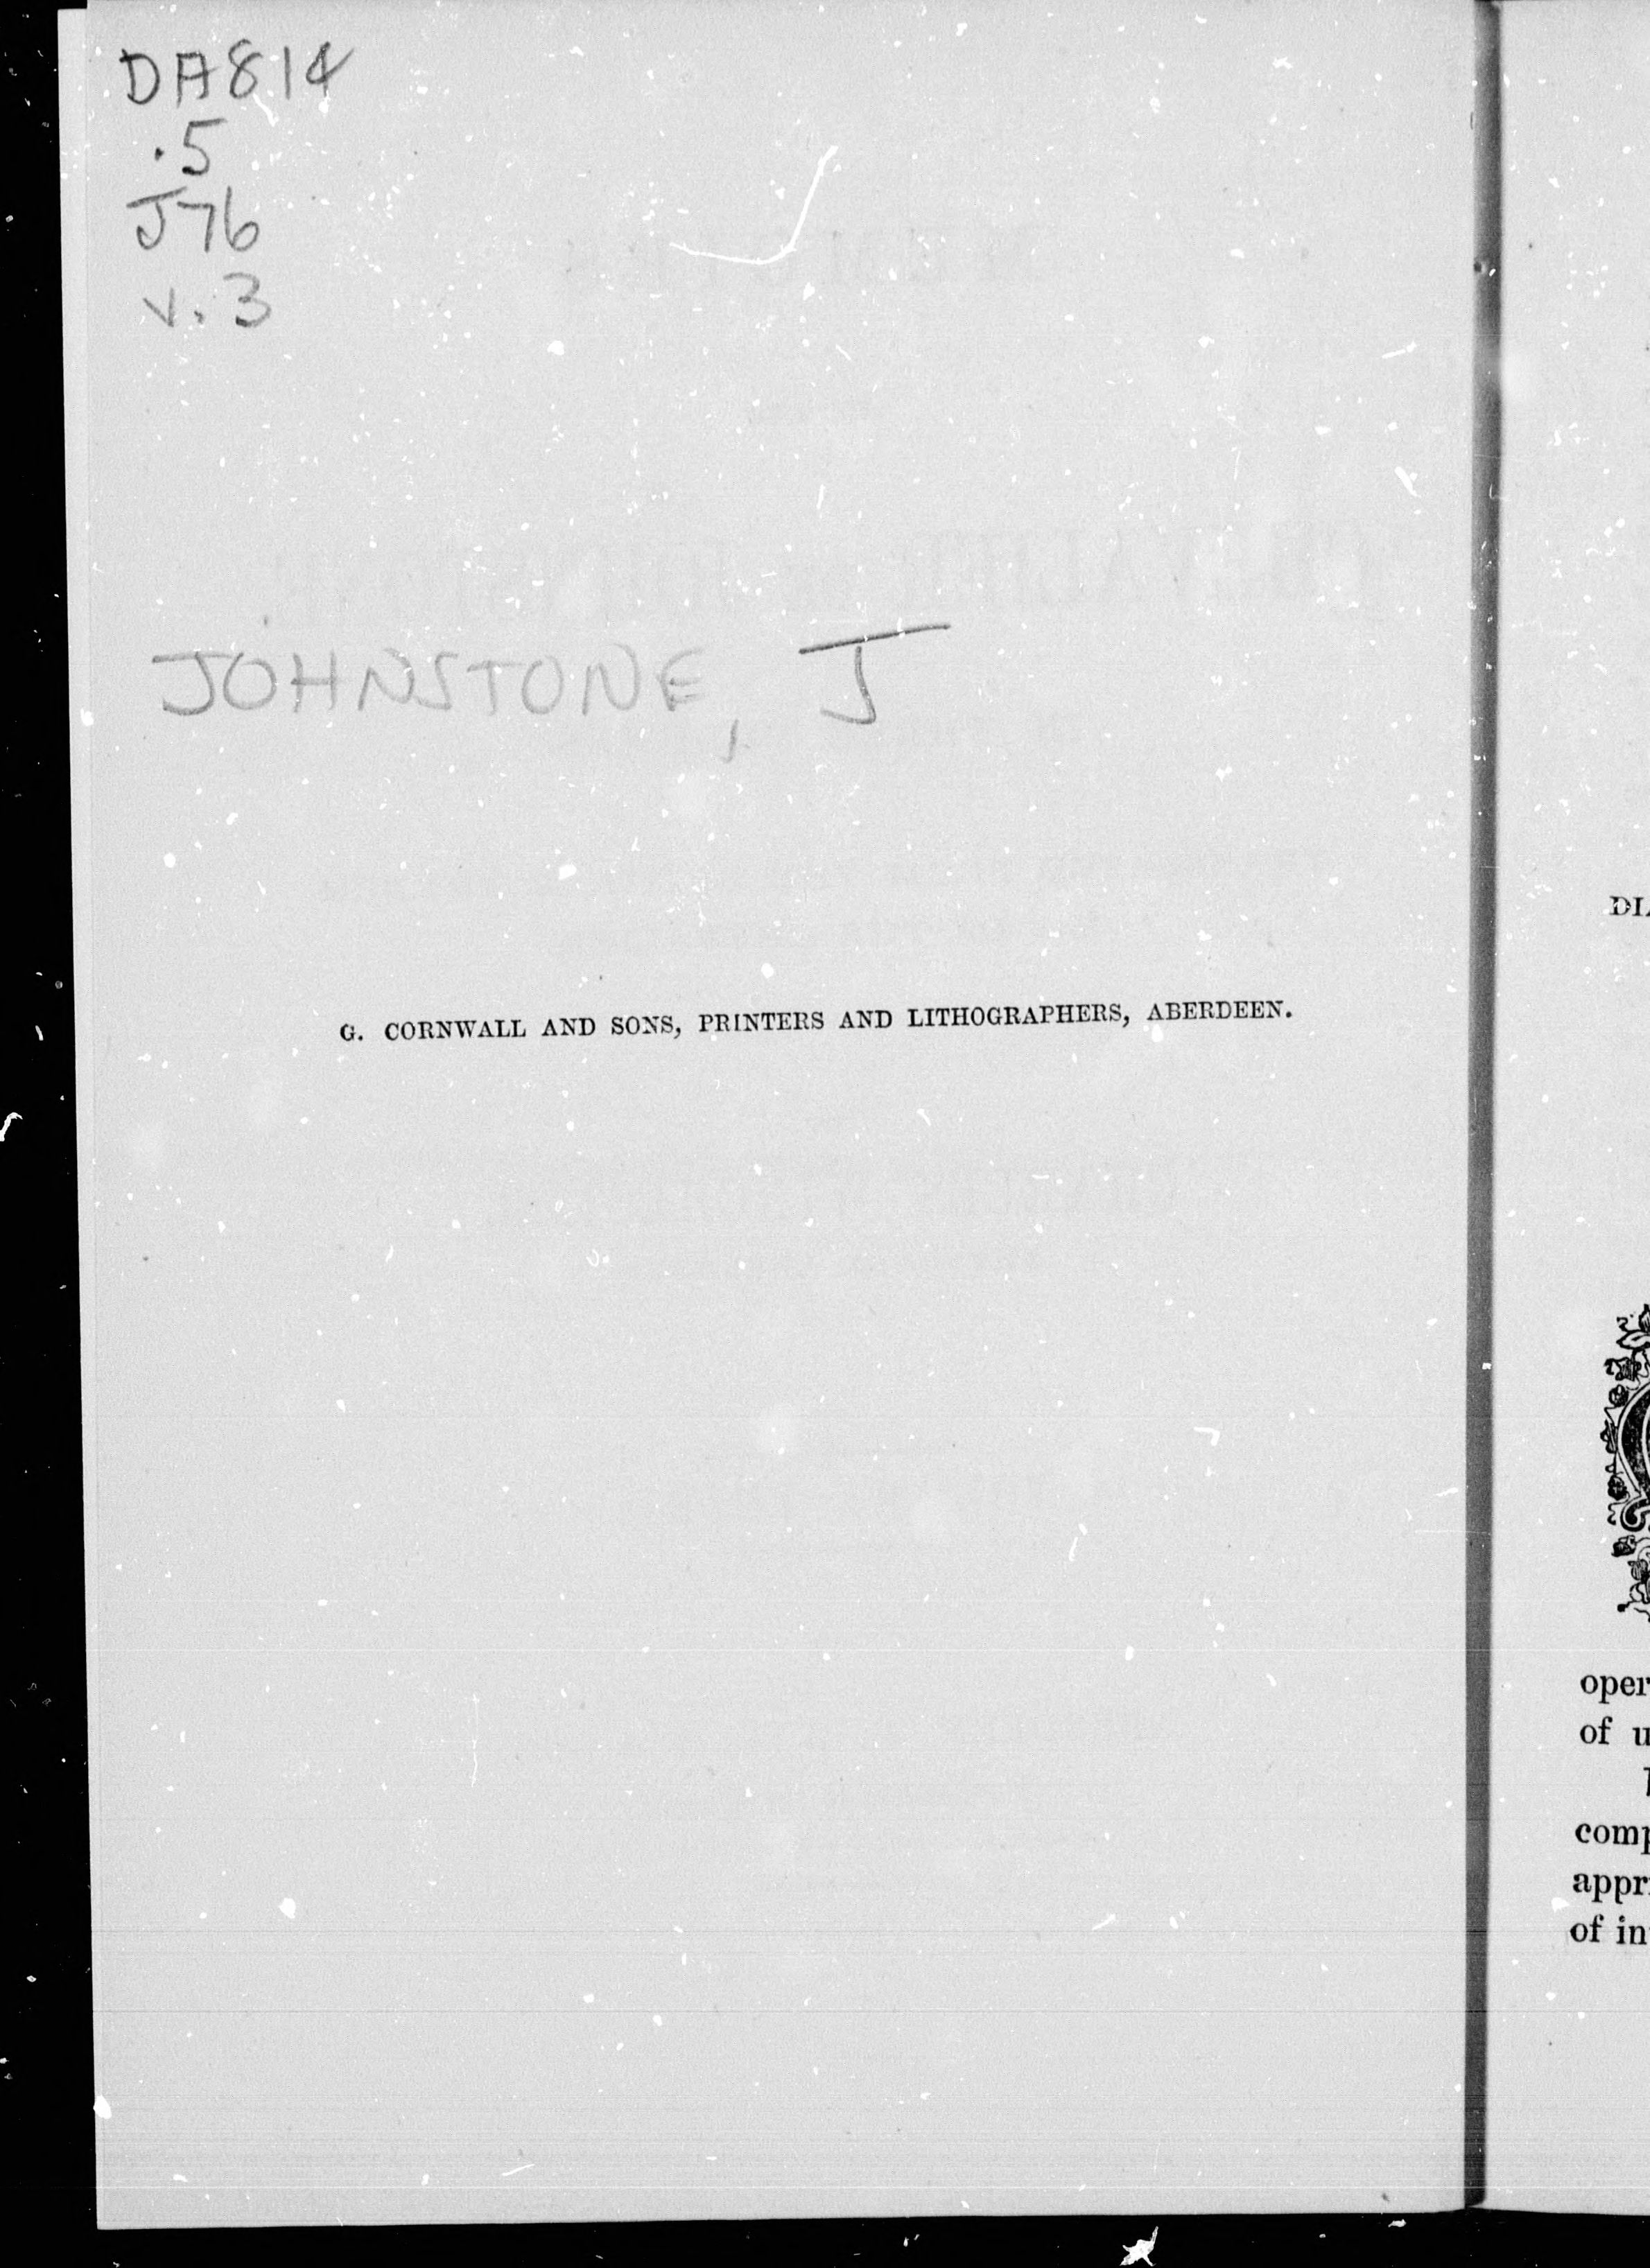 DA814
.5
J76
v. 3
JOHNSTONE, J
G. CORNWALL AND SONS, PRINTERS AND LITHOGRAPHERS, ABERDEEN.
DI
oper
of u
comp
appr
of in